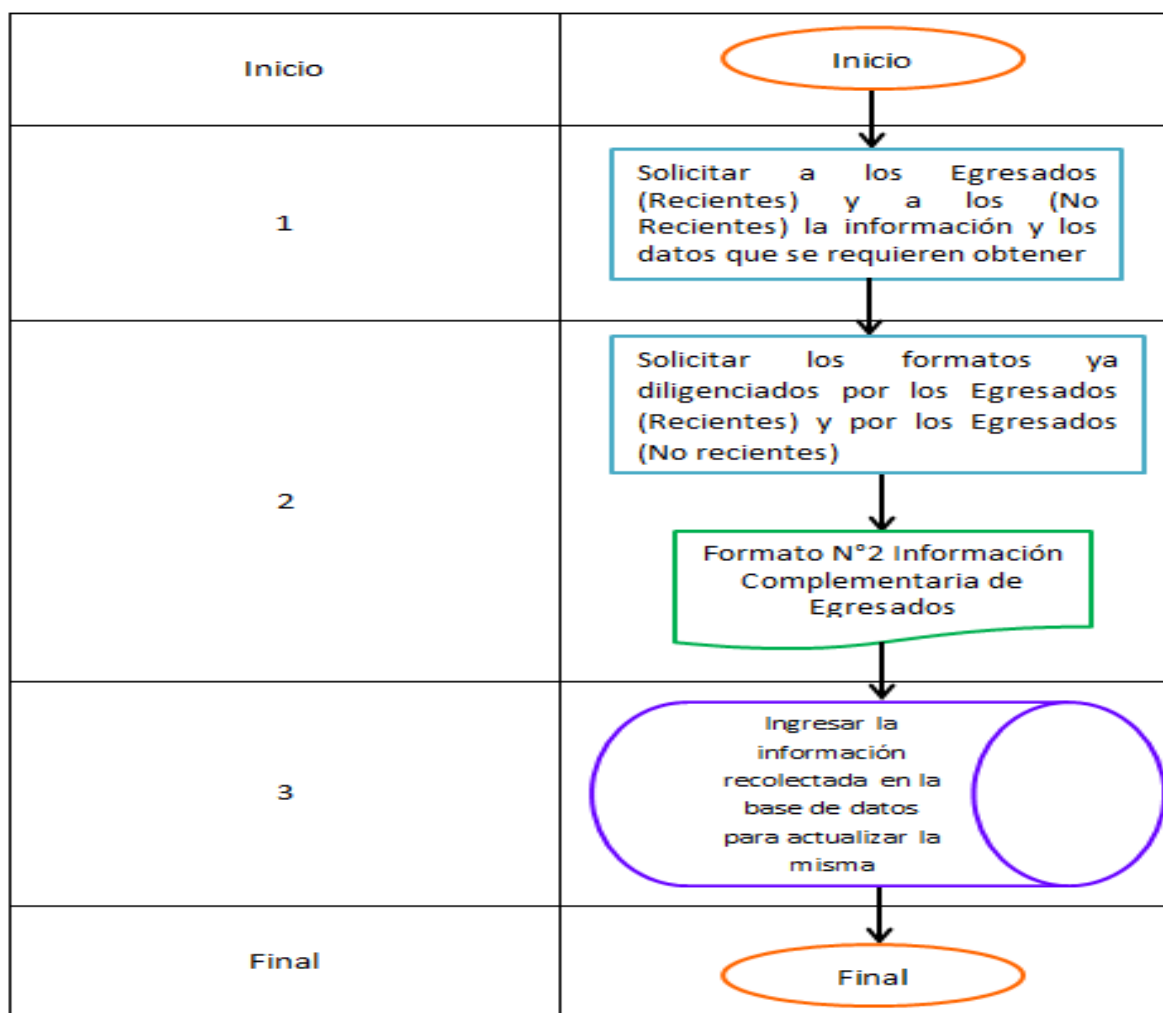 Inicio
Inicio
1
Solicitar a los Egresados
(Recientes) y a los (No
Recientes) la información y los
datos que se requieren obtener
2
Solicitar los formatos ya
diligenciados por los Egresados
(Recientes) y por los Egresados
(No recientes)
Formato N°2 Información
Complementaria de
Egresados
3
Ingresar la
información
recolectada en la
base de datos
para actualizar la
misma
Final
Final